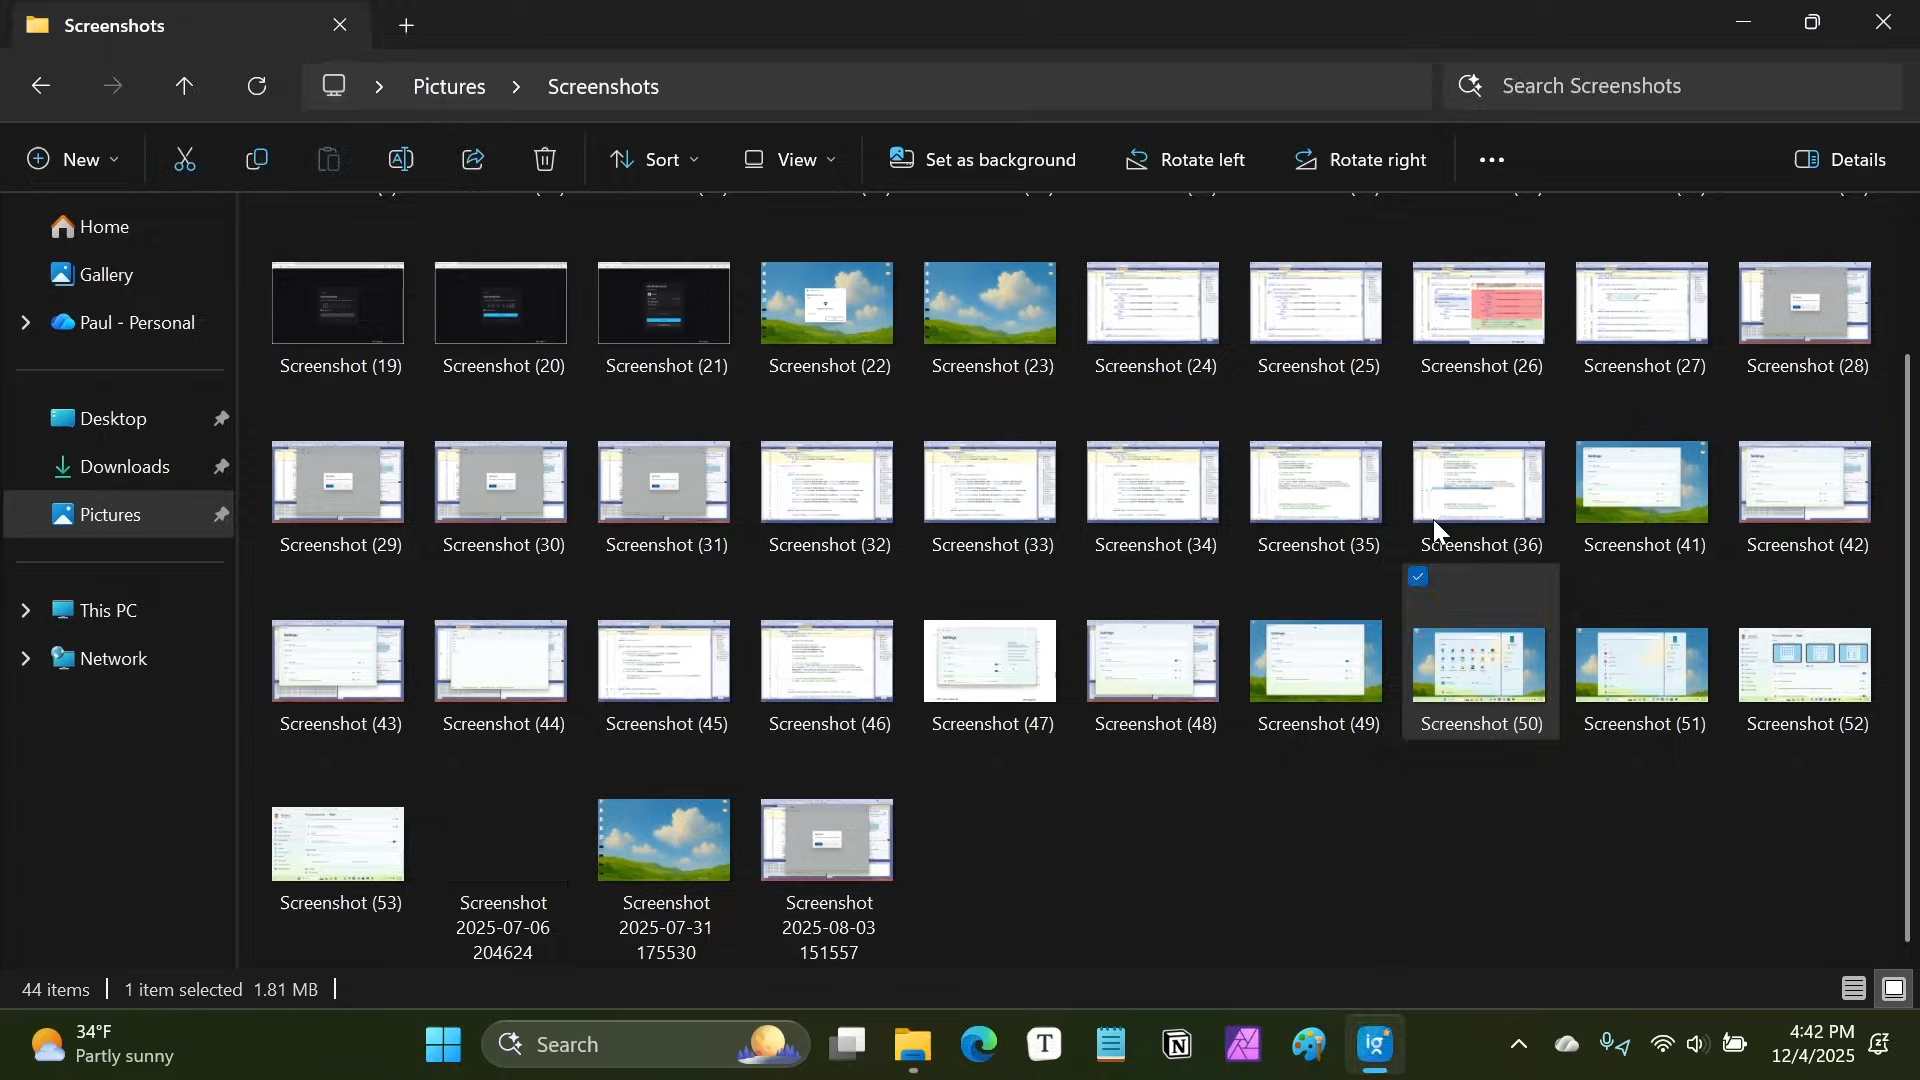 Screenshots
Pictures
Screenshots
Search Screenshots
New
Sort
View
Set as background
Rotate left
Rotate right
Details
Home
Gallery
Paul - Personal
Desktop
Downloads
Pictures
This PC
Network
Screenshot (19)
Screenshot (20)
Screenshot (21)
Screenshot (22)
Screenshot (23)
Screenshot (24)
Screenshot (25)
Screenshot (26)
Screenshot (27)
Screenshot (28)
Screenshot (29)
Screenshot (30)
Screenshot (31)
Screenshot (32)
Screenshot (33)
Screenshot (34)
Screenshot (35)
Screenshot (36)
Screenshot (41)
Screenshot (42)
Screenshot (43)
Screenshot (44)
Screenshot (45)
Screenshot (46)
Screenshot (47)
Screenshot (48)
Screenshot (49)
Screenshot (50)
Screenshot (51)
Screenshot (52)
Screenshot (53)
Screenshot
2025-07-06
204624
Screenshot
2025-07-31
175530
Screenshot
2025-08-03
151557
44 items
1 item selected 1.81 MB
34°F
Partly sunny
Search
T
N
ig
4:42 PM
12/4/2025